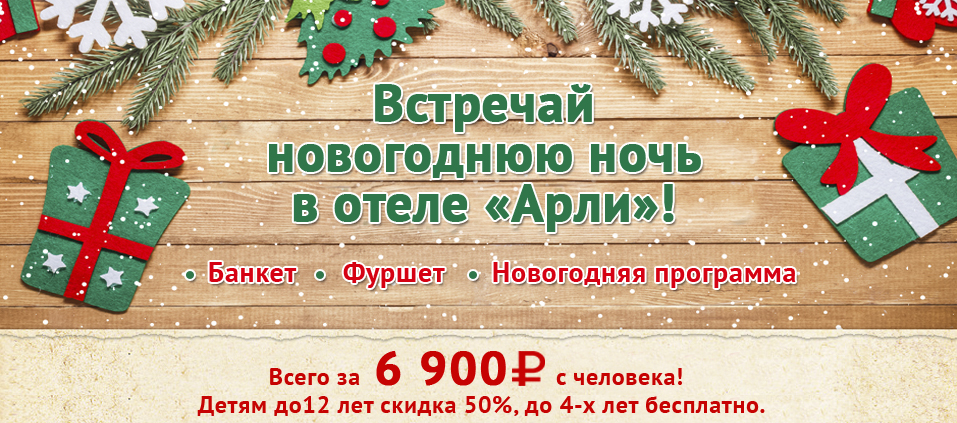 Встречай
новогоднюю ночь
в отеле «Арли»!
• Банкет • Фуршет • Новогодняя программа
Всего за 6 900₽ с человека!
Детям до12 лет скидка 50%, до 4-х лет бесплатно.